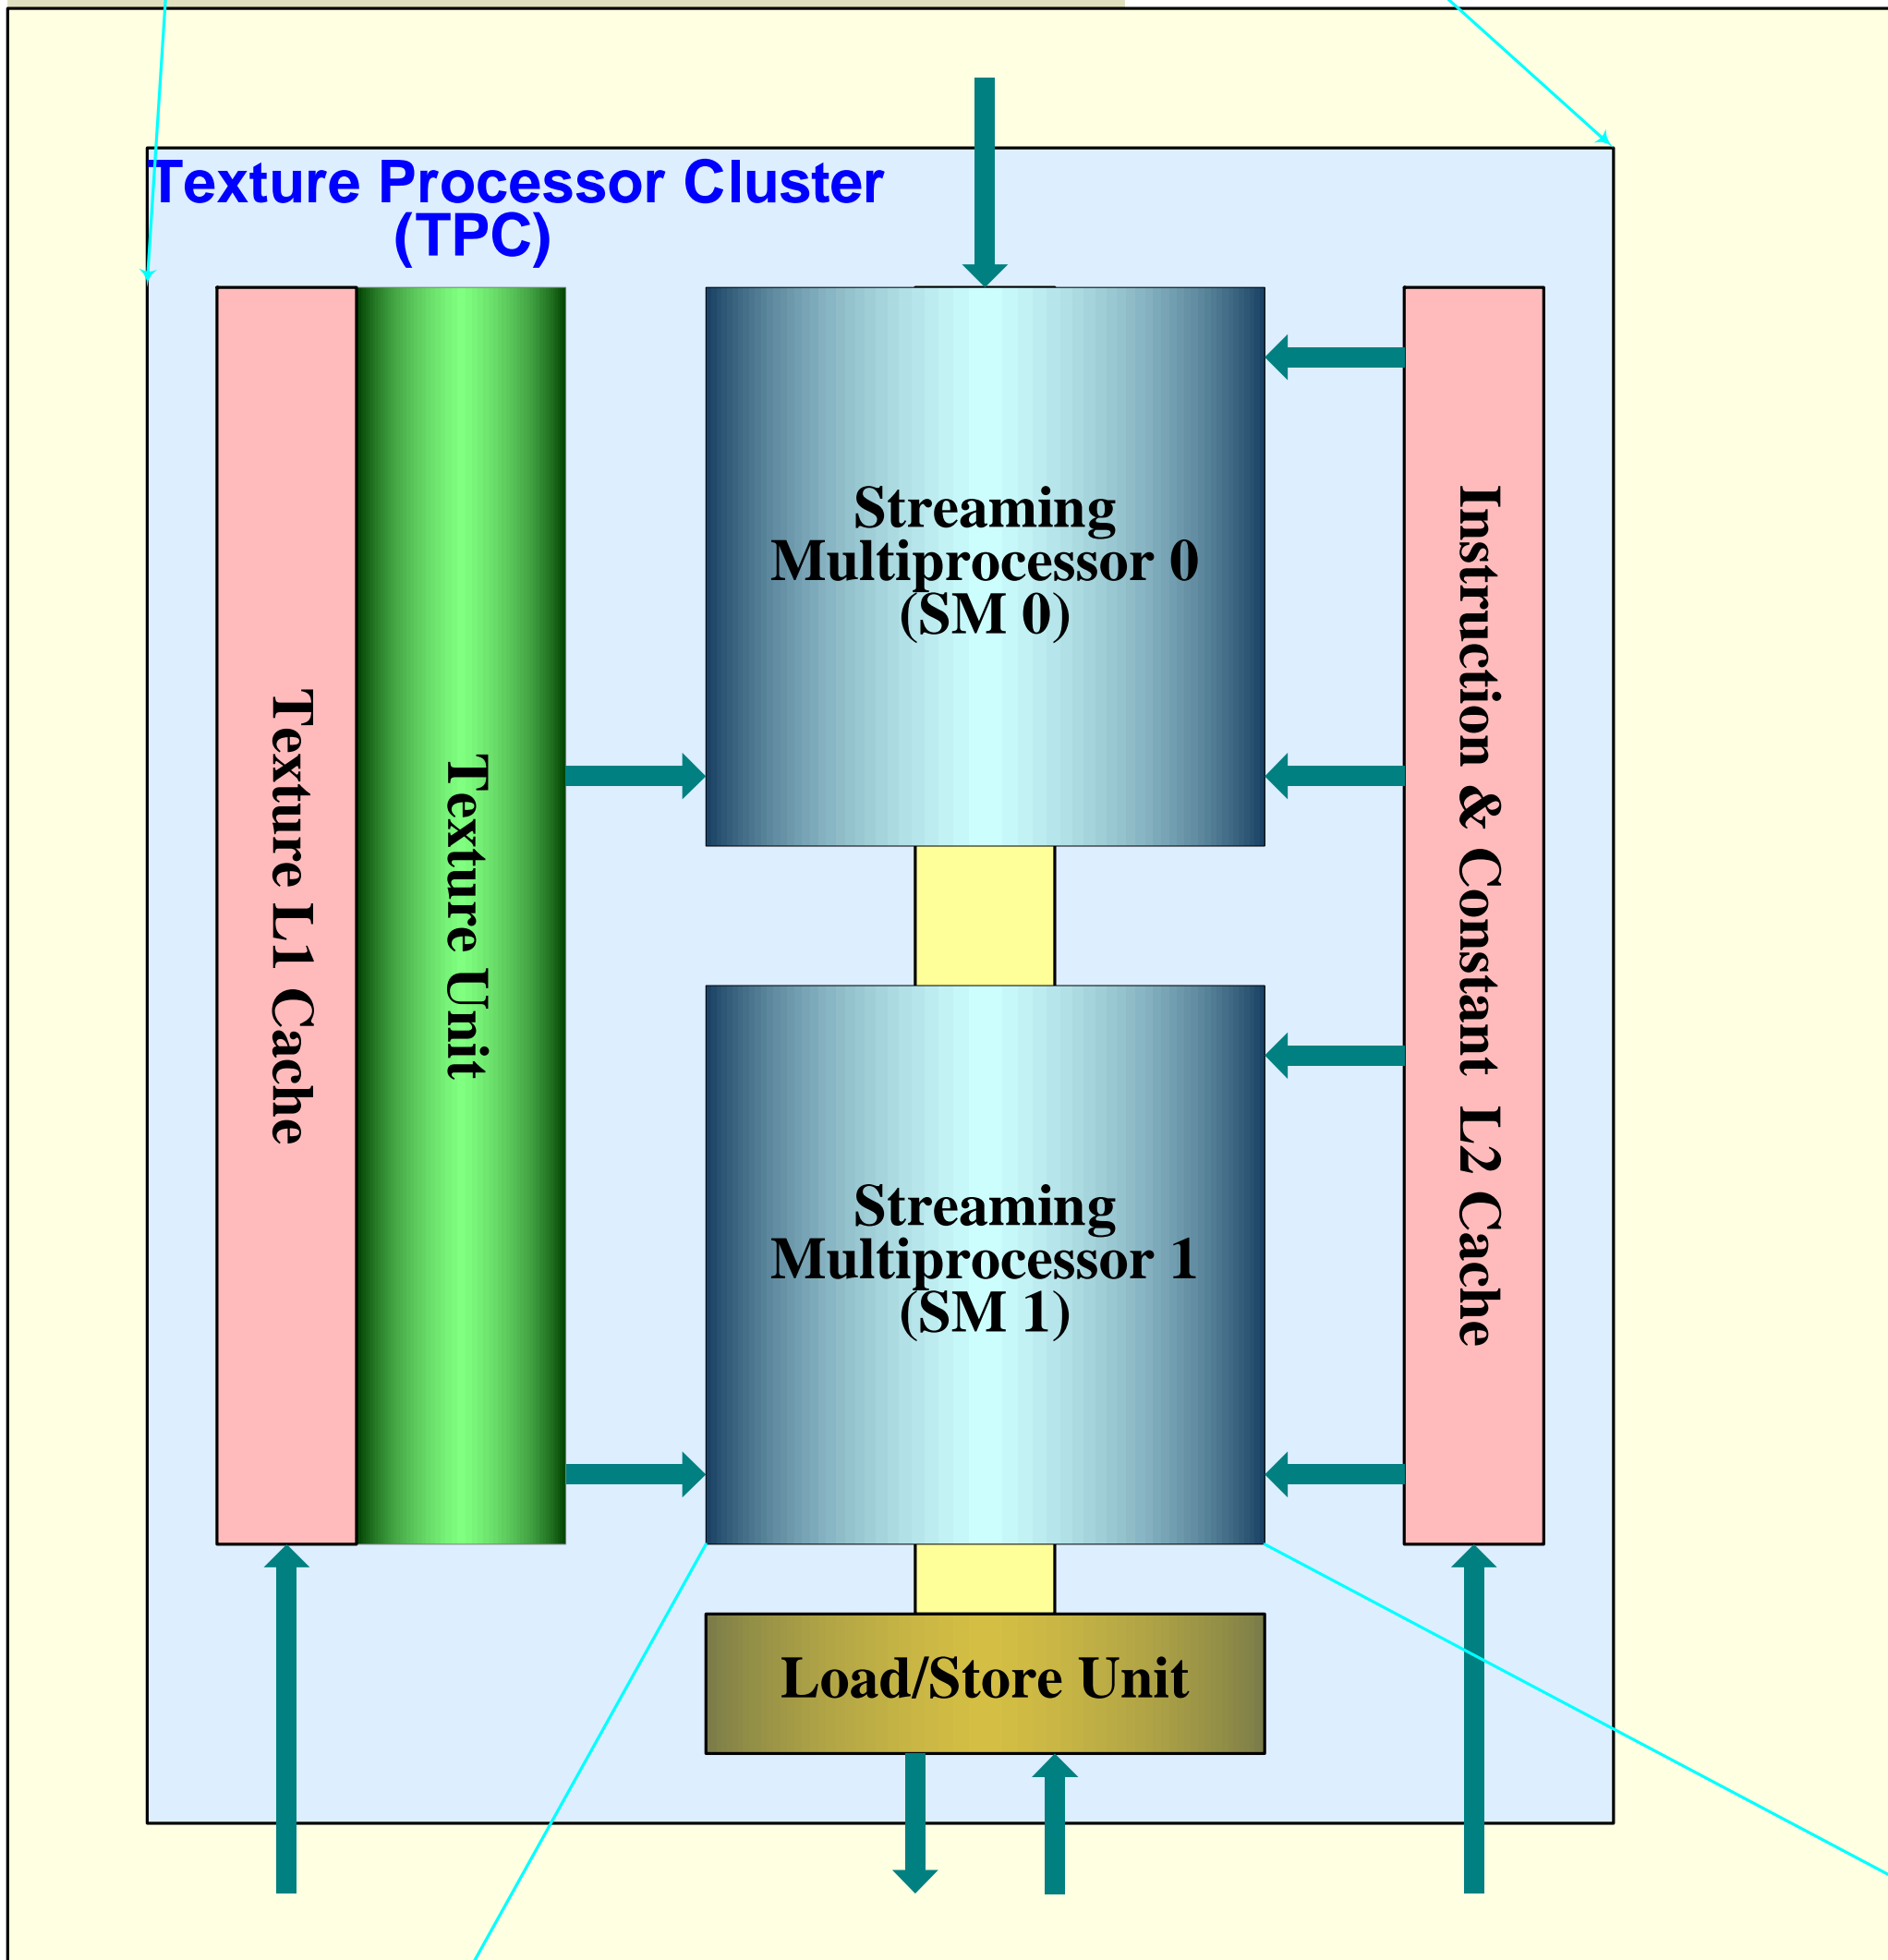 Texture Processor Cluster
(TPC)
Texture L1 Cache
Texture Unit
Streaming
Multiprocessor 0
(SM 0)
Instruction & Constant L2 Cache
Streaming
Multiprocessor 1
(SM 1)
Load/Store Unit